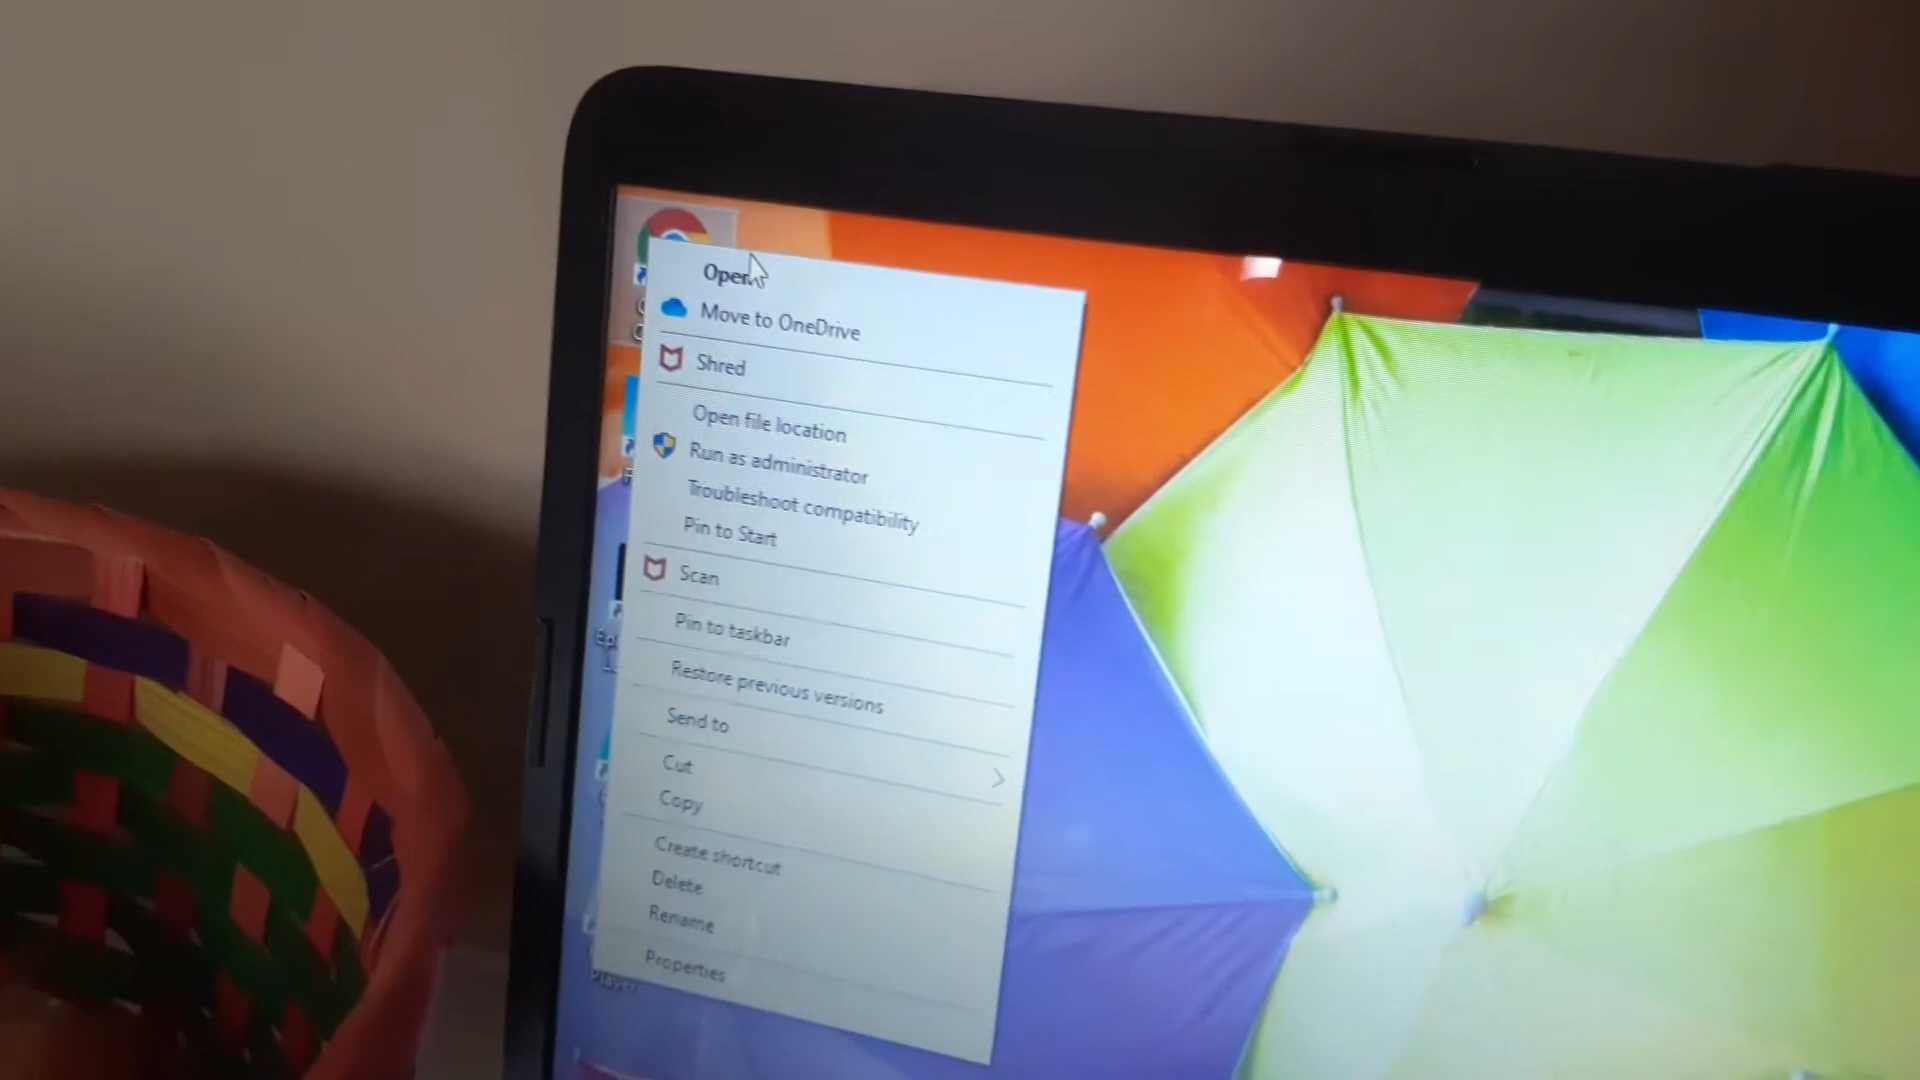 Open
Move to OneDrive
Shred
Open file location
Run as administrator
Troubleshoot compatibility
Pin to Start
Scan
Pin to taskbar
Restore previous versions
Send to
Cut
Copy
Create shortcut
Delete
Rename
Properties
Player